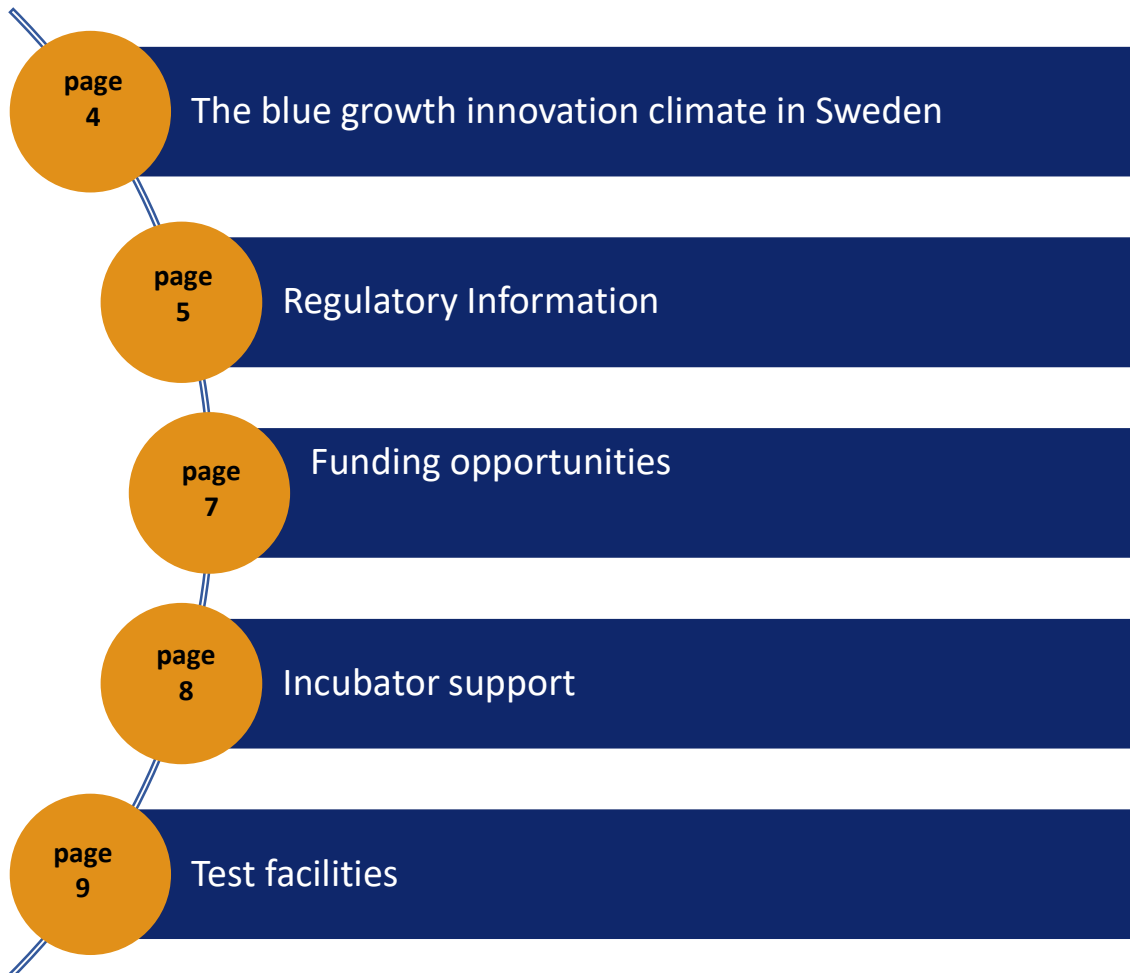 page
4
The blue growth innovation climate in Sweden
page
5
Regulatory Information
page
7
Funding opportunities
page
8
Incubator support
page
9
Test facilities